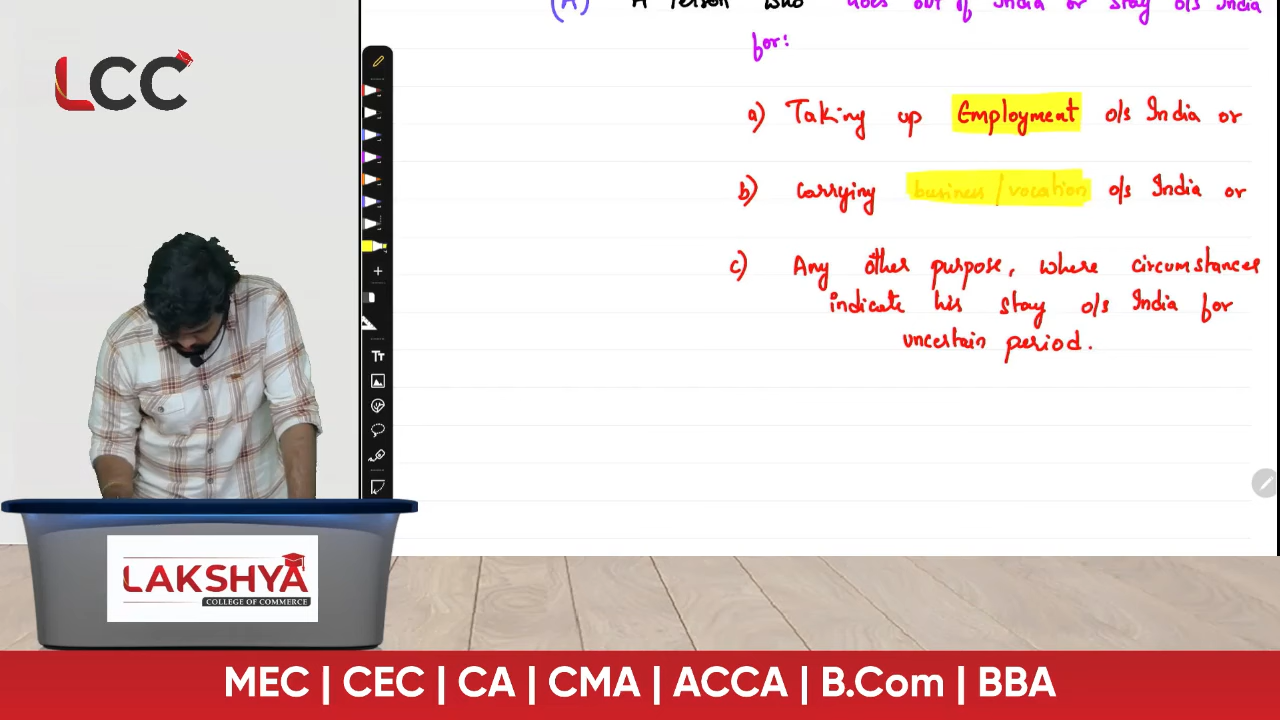 (A) A Person who Goes out of India or stay o/s India
for:
a) Taking up Employment o/s India or
b) Carrying business/vocation o/s India or
c) Any other purpose, where circumstances
indicate his stay o/s India for
uncertain period.
LCC
Tt
LAKSHYA
COLLEGE OF COMMERCE
MEC | CEC | CA | CMA | ACCA | B.Com | BBA